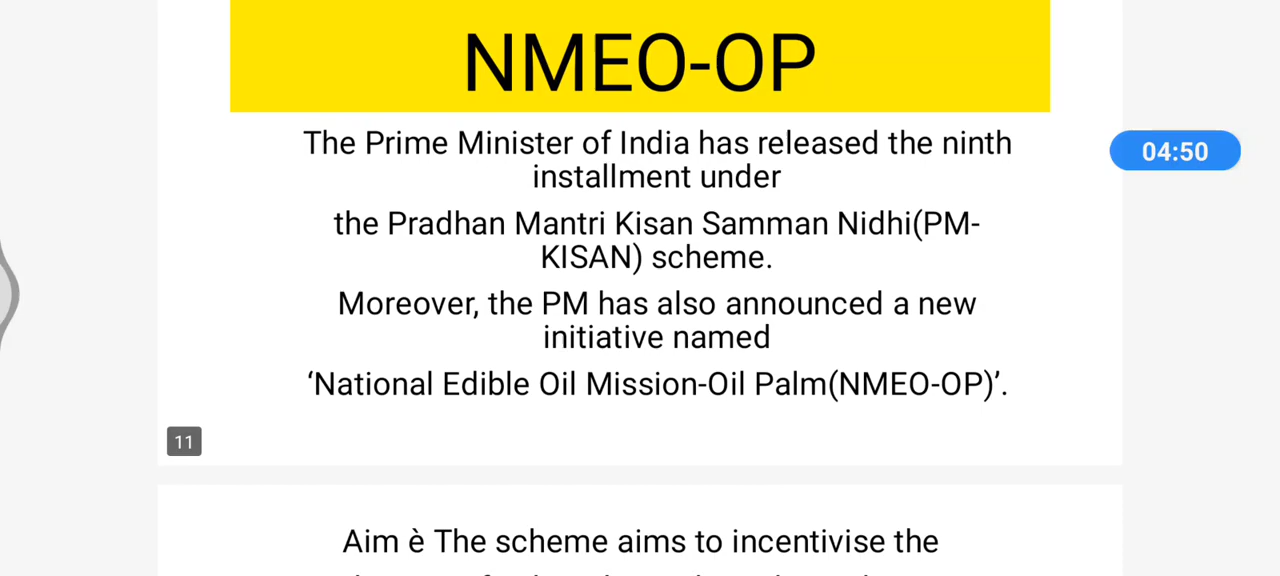 NMEO-OP
The Prime Minister of India has released the ninth
installment under
the Pradhan Mantri Kisan Samman Nidhi(PM-
KISAN) scheme.
Moreover, the PM has also announced a new
initiative named
‘National Edible Oil Mission-Oil Palm(NMEO-OP)’.
04:50
11
Aim è The scheme aims to incentivise the